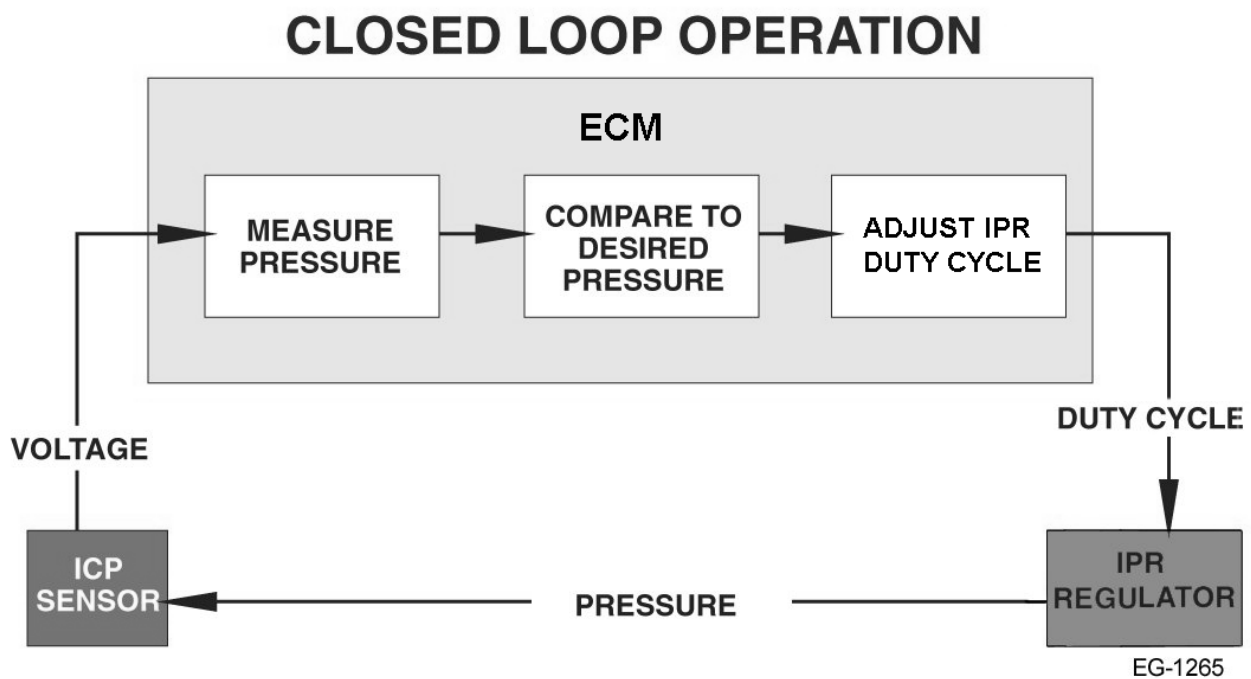 CLOSED LOOP OPERATION
ECM
MEASURE
PRESSURE
COMPARE TO
DESIRED
PRESSURE
ADJUST IPR
DUTY CYCLE
VOLTAGE
DUTY CYCLE
ICP
SENSOR
PRESSURE
IPR
REGULATOR
EG-1265